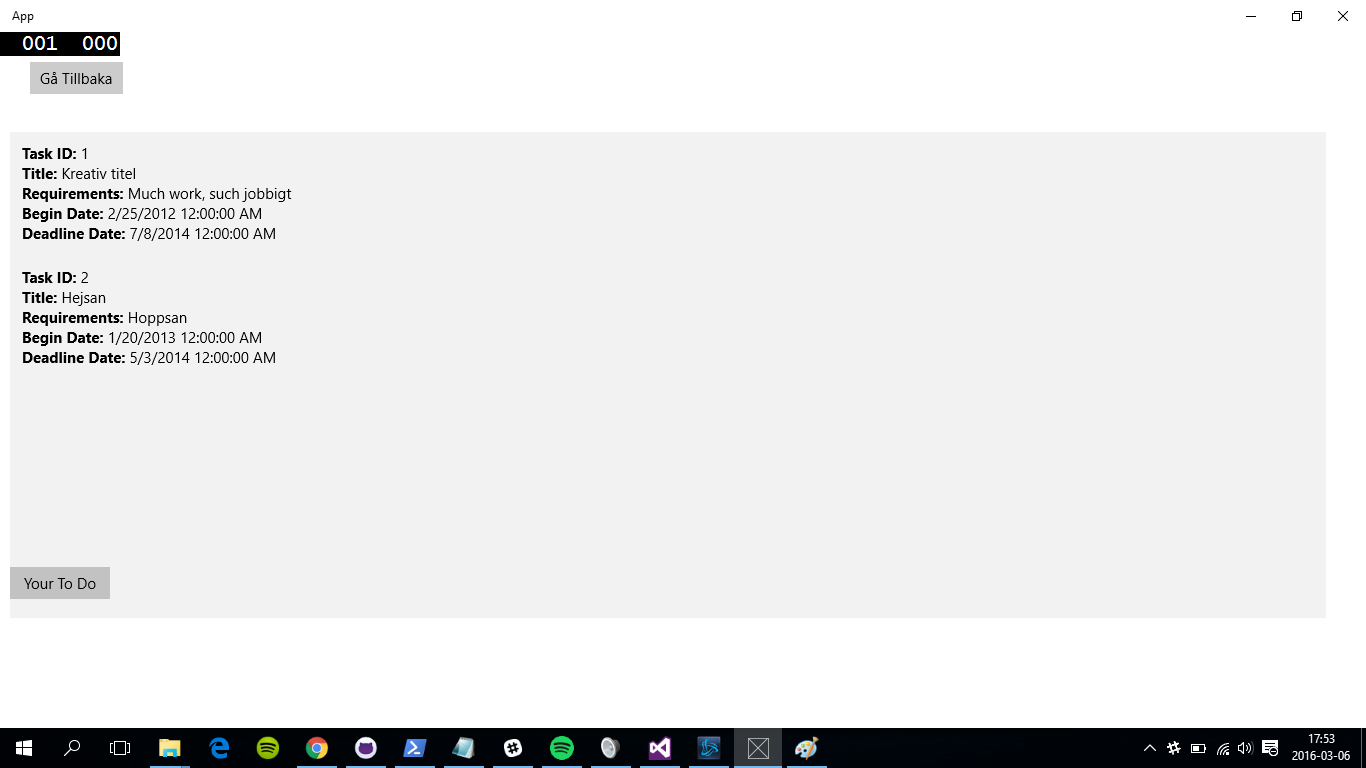 App
001 000
Gå Tillbaka
Task ID: 1
Title: Kreativ titel
Requirements: Much work, such jobbigt
Begin Date: 2/25/2012 12:00:00 AM
Deadline Date: 7/8/2014 12:00:00 AM
Task ID: 2
Title: Hejsan
Requirements: Hoppsan
Begin Date: 1/20/2013 12:00:00 AM
Deadline Date: 5/3/2014 12:00:00 AM
Your To Do
17:53
2016-03-06